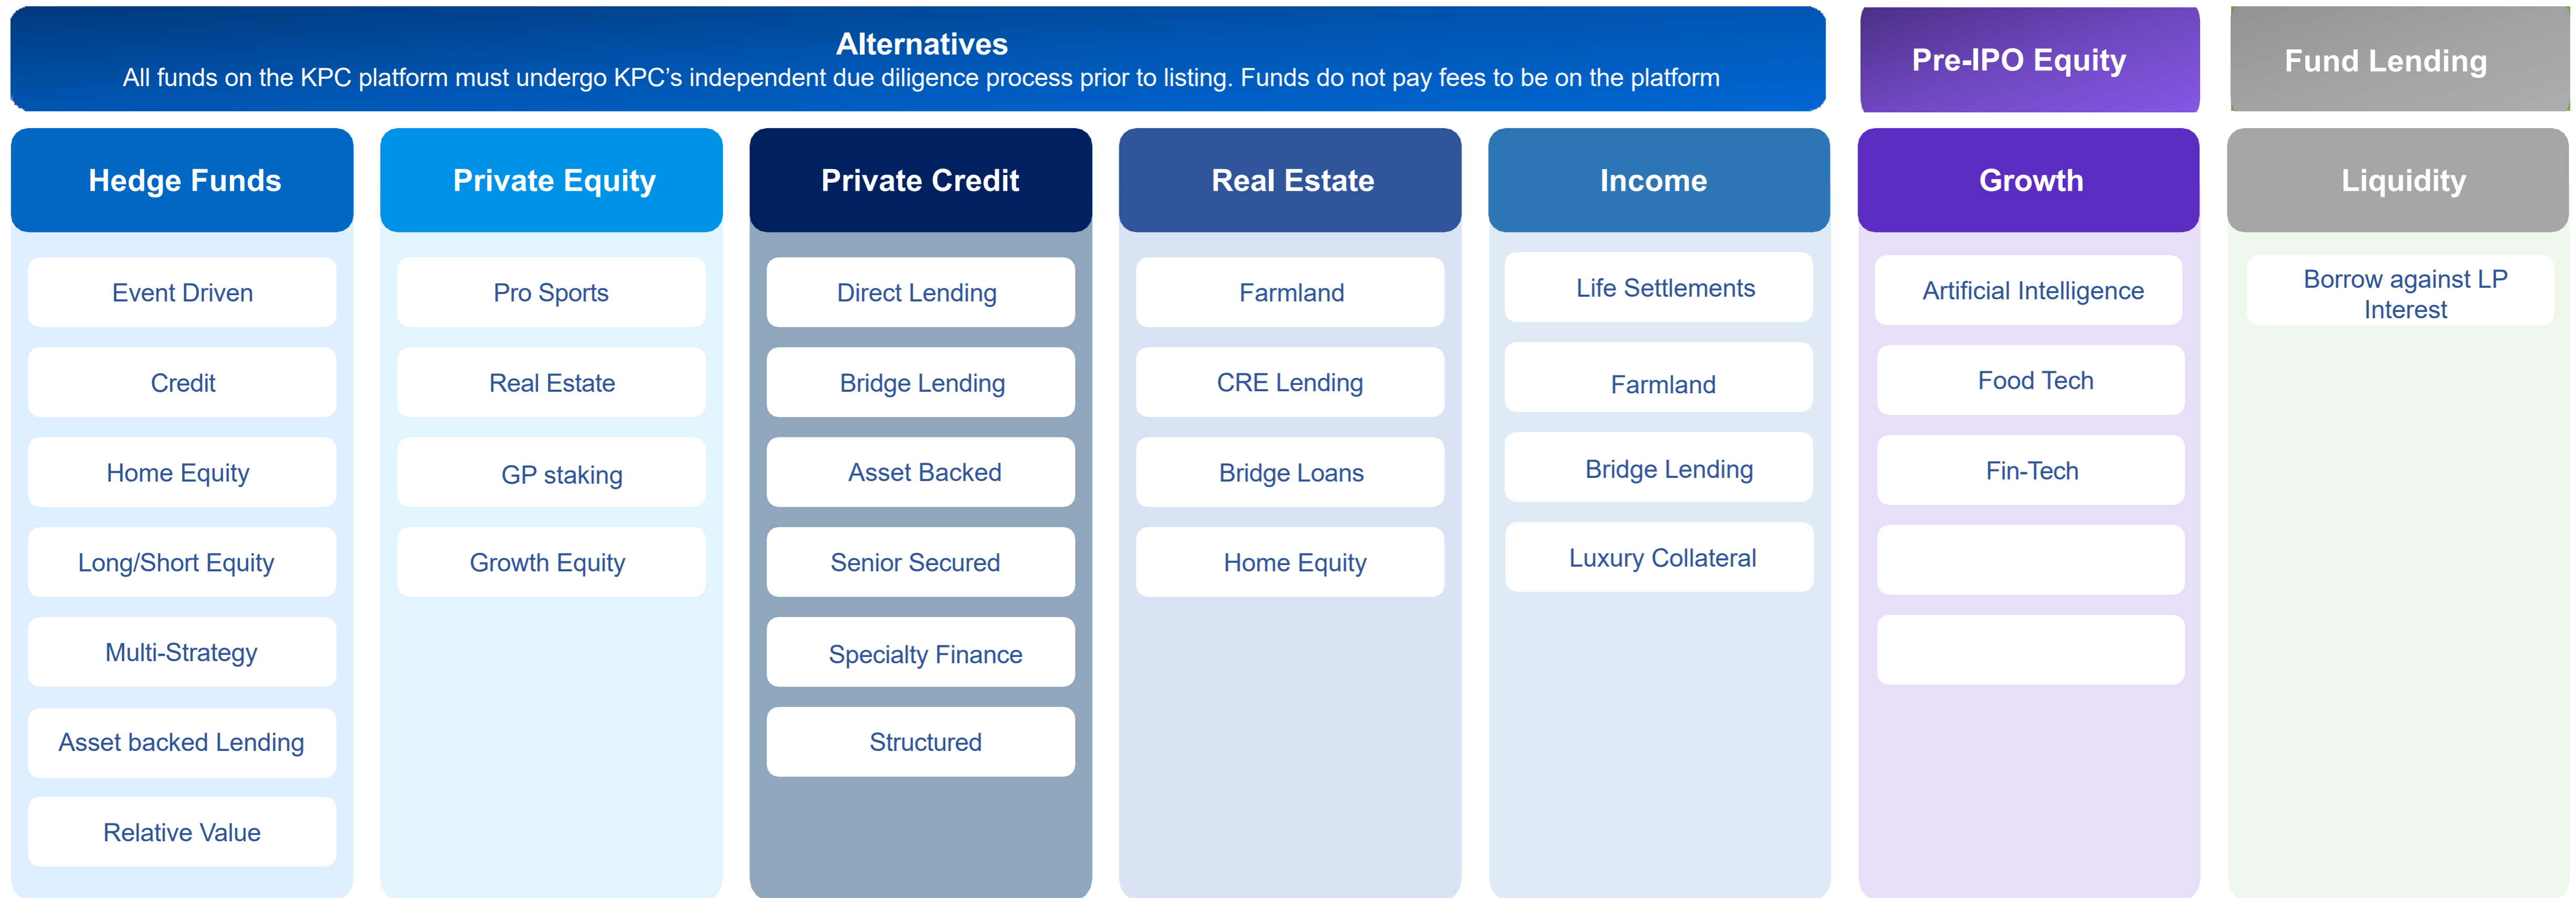 Alternatives
All funds on the KPC platform must undergo KPC’s independent due diligence process prior to listing. Funds do not pay fees to be on the platform
Pre-IPO Equity
Fund Lending
Hedge Funds
Event Driven
Credit
Home Equity
Long/Short Equity
Multi-Strategy
Asset backed Lending
Relative Value
Private Equity
Pro Sports
Real Estate
GP staking
Growth Equity
Private Credit
Direct Lending
Bridge Lending
Asset Backed
Senior Secured
Specialty Finance
Structured
Real Estate
Farmland
CRE Lending
Bridge Loans
Home Equity
Income
Life Settlements
Farmland
Bridge Lending
Luxury Collateral
Growth
Artificial Intelligence
Food Tech
Fin-Tech
Liquidity
Borrow against LP
Interest